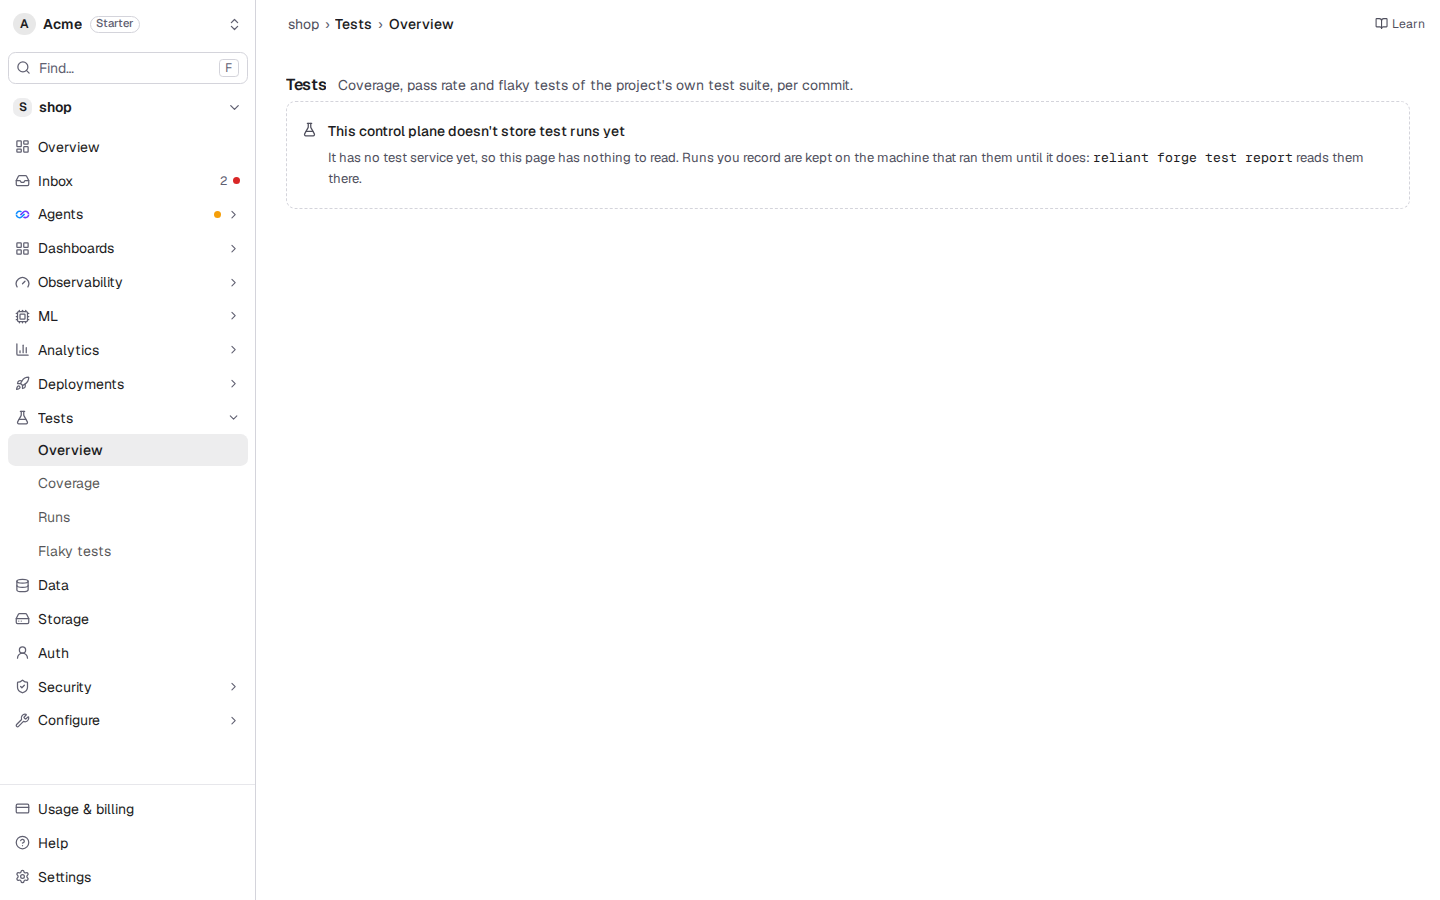 A Acme Starter
Find... F
S shop
Overview
Inbox 2
Agents
Dashboards
Observability
ML
Analytics
Deployments
Tests
Overview
Coverage
Runs
Flaky tests
Data
Storage
Auth
Security
Configure
Usage & billing
Help
Settings
shop › Tests › Overview
Learn
Tests Coverage, pass rate and flaky tests of the project's own test suite, per commit.
This control plane doesn't store test runs yet
It has no test service yet, so this page has nothing to read. Runs you record are kept on the machine that ran them until it does: reliant forge test report reads them
there.